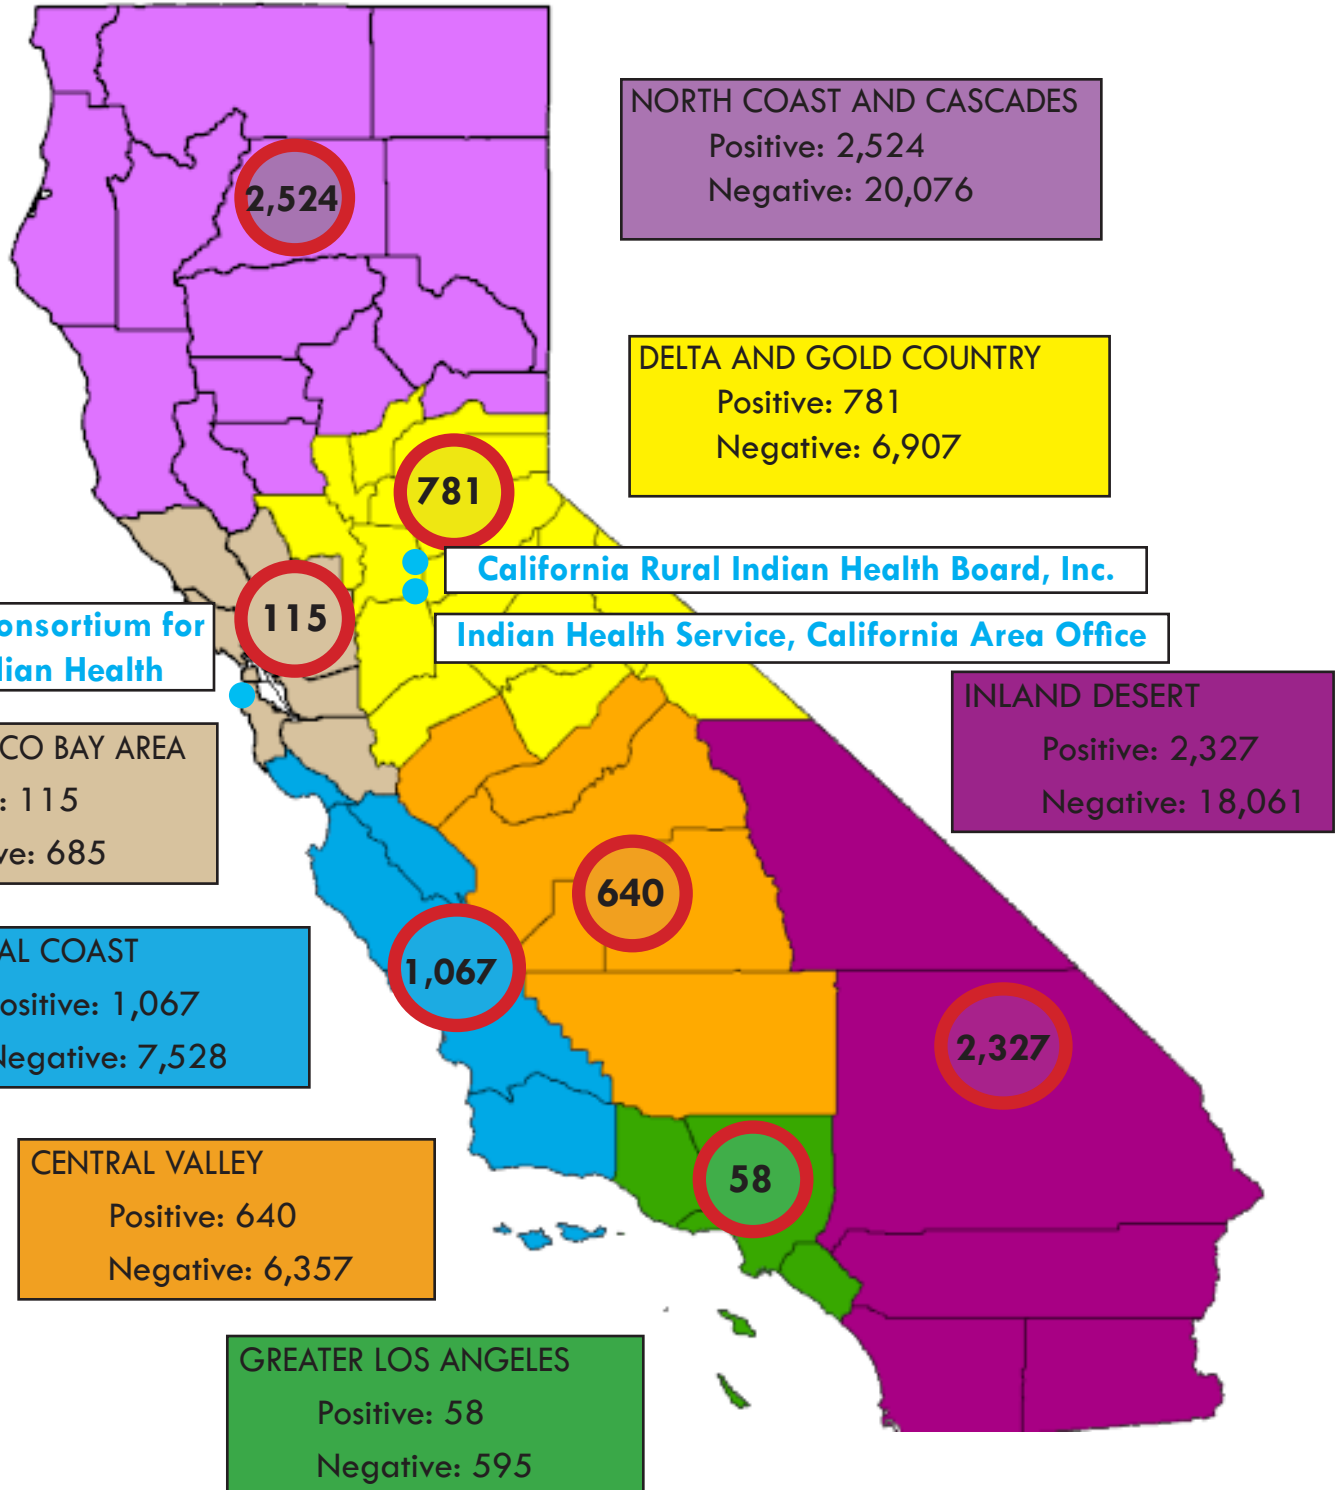 NORTH COAST AND CASCADES
Positive: 2,524
Negative: 20,076
2,524
DELTA AND GOLD COUNTRY
Positive: 781
Negative: 6,907
781
California Rural Indian Health Board, Inc.
Indian Health Service, California Area Office
onsortium for
dian Health
115
CO BAY AREA
: 115
ve: 685
INLAND DESERT
Positive: 2,327
Negative: 18,061
640
AL COAST
ositive: 1,067
Negative: 7,528
1,067
2,327
CENTRAL VALLEY
Positive: 640
Negative: 6,357
58
GREATER LOS ANGELES
Positive: 58
Negative: 595